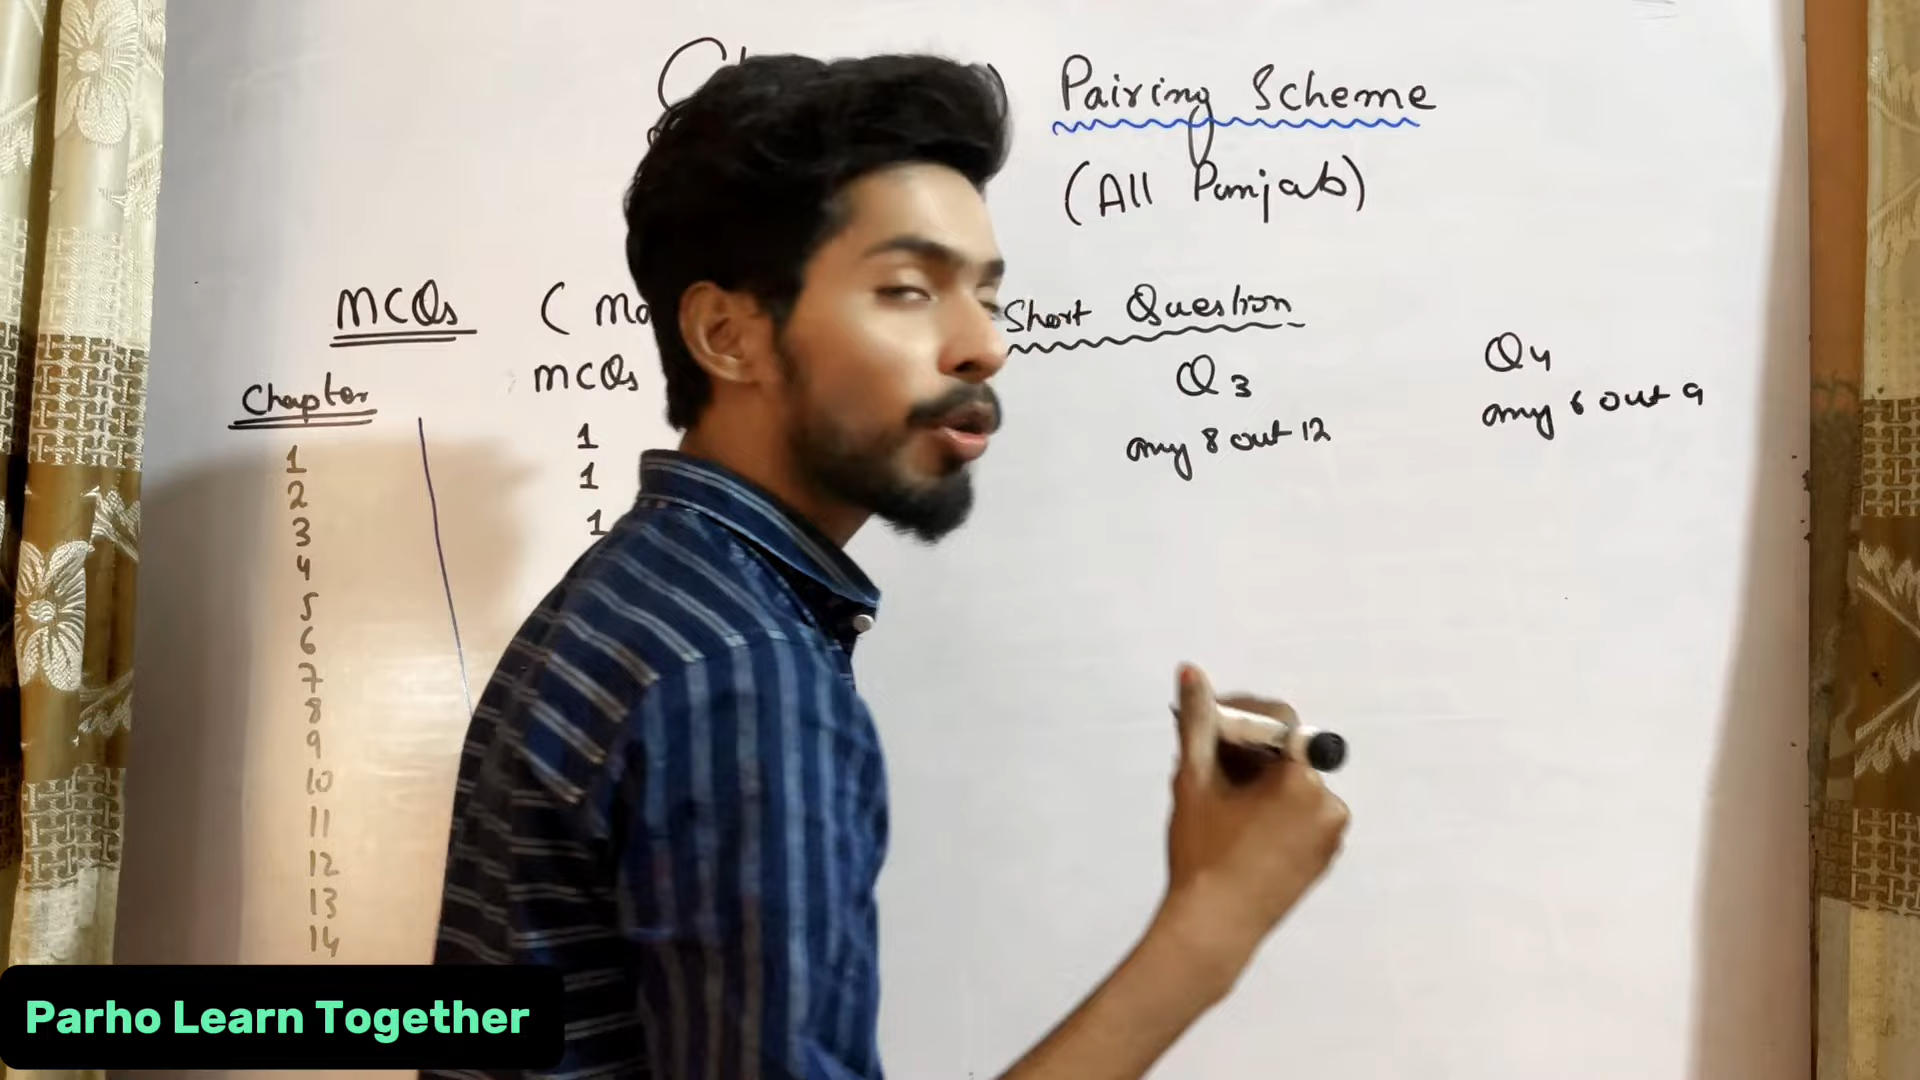 Pairing Scheme
(All Punjab)
MCQs
Short Question
Chapter
MCQs
Q3
any 8 out 12
Q4
any 6 out 9
1
2
3
4
5
6
7
8
9
10
11
12
13
14
1
1
1
Parho Learn Together